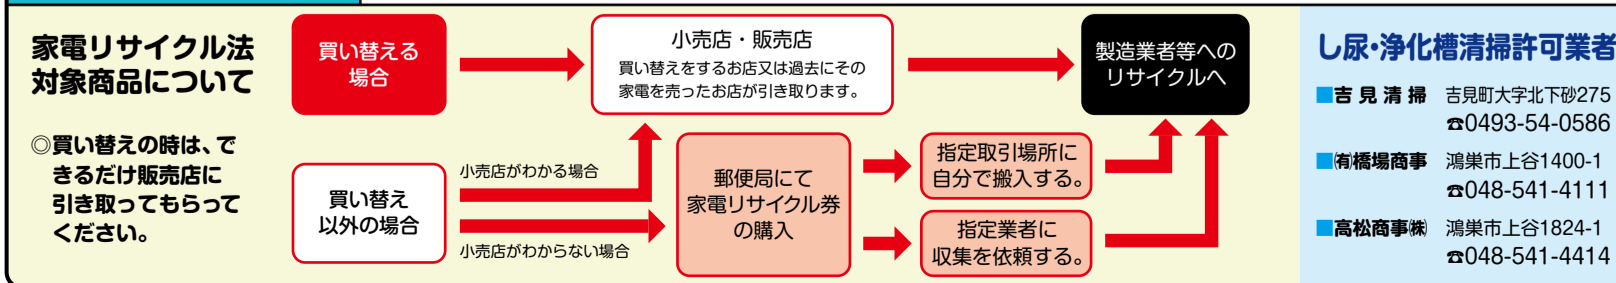 家電リサイクル法
対象商品について
◎買い替えの時は、で
きるだけ販売店に
引き取ってもらって
ください。
買い替える
場合
小売店・販売店
買い替えをするお店又は過去にその
家電を売ったお店が引き取ります。
製造業者等への
リサイクルへ
買い替え
以外の場合
小売店がわかる場合
小売店がわからない場合
郵便局にて
家電リサイクル券
の購入
指定取引場所に
自分で搬入する。
指定業者に
収集を依頼する。
し尿・浄化槽清掃許可業者
■吉見清掃 吉見町大字北下砂275
☎0493-54-0586
■㈲橋場商事 鴻巣市上谷1400-1
☎048-541-4111
■高松商事㈱ 鴻巣市上谷1824-1
☎048-541-4414